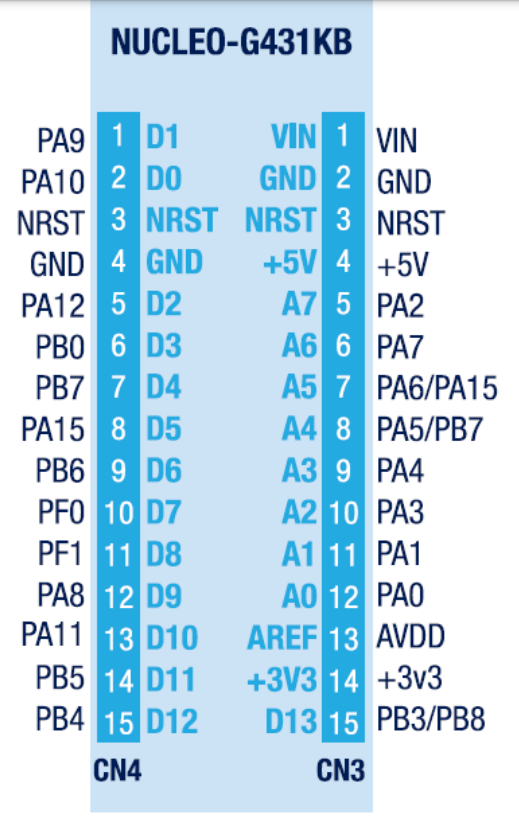 NUCLEO-G431KB
PA9 1 D1 VIN 1 VIN
PA10 2 D0 GND 2 GND
NRST 3 NRST NRST 3 NRST
GND 4 GND +5V 4 +5V
PA12 5 D2 A7 5 PA2
PB0 6 D3 A6 6 PA7
PB7 7 D4 A5 7 PA6/PA15
PA15 8 D5 A4 8 PA5/PB7
PB6 9 D6 A3 9 PA4
PF0 10 D7 A2 10 PA3
PF1 11 D8 A1 11 PA1
PA8 12 D9 A0 12 PA0
PA11 13 D10 AREF 13 AVDD
PB5 14 D11 +3V3 14 +3v3
PB4 15 D12 D13 15 PB3/PB8
CN4 CN3